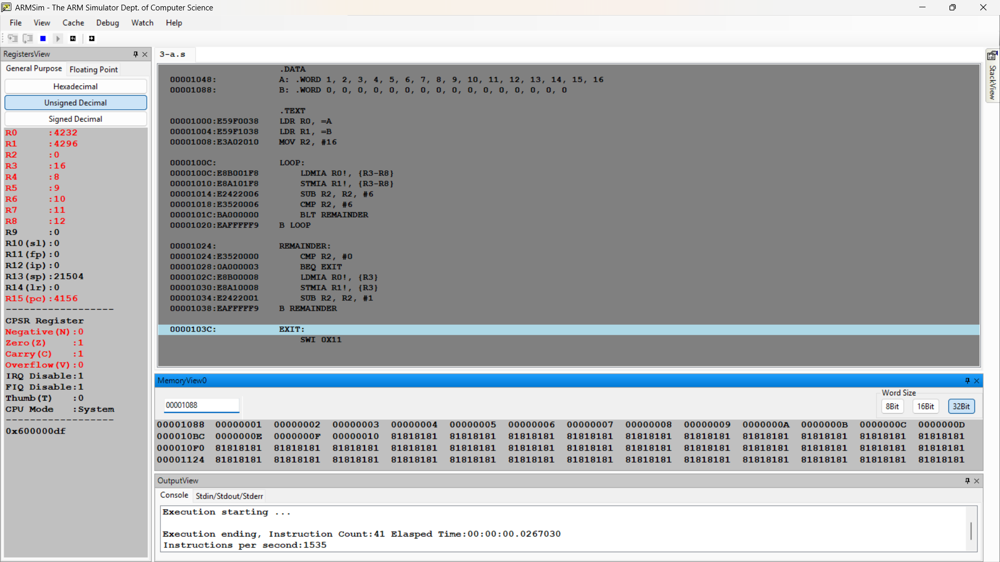 ARMSim - The ARM Simulator Dept. of Computer Science
File View Cache Debug Watch Help
RegistersView
General Purpose Floating Point
Hexadecimal
Unsigned Decimal
Signed Decimal
R0 :4232
R1 :4296
R2 :0
R3 :16
R4 :8
R5 :9
R6 :10
R7 :11
R8 :12
R9 :0
R10(sl):0
R11(fp):0
R12(ip):0
R13(sp):21504
R14(lr):0
R15(pc):4156
-------------------
CPSR Register
Negative(N):0
Zero(Z) :1
Carry(C) :1
Overflow(V):0
IRQ Disable:1
FIQ Disable:1
Thumb(T) :0
CPU Mode :System
-------------------
0x600000df
3-a.s
.DATA
00001048: A: .WORD 1, 2, 3, 4, 5, 6, 7, 8, 9, 10, 11, 12, 13, 14, 15, 16
00001088: B: .WORD 0, 0, 0, 0, 0, 0, 0, 0, 0, 0, 0, 0, 0, 0, 0, 0
.TEXT
00001000:E59F0038 LDR R0, =A
00001004:E59F1038 LDR R1, =B
00001008:E3A02010 MOV R2, #16
0000100C: LOOP:
0000100C:E8B001F8 LDMIA R0!, {R3-R8}
00001010:E8A101F8 STMIA R1!, {R3-R8}
00001014:E2422006 SUB R2, R2, #6
00001018:E3520006 CMP R2, #6
0000101C:BA000000 BLT REMAINDER
00001020:EAFFFFF9 B LOOP
00001024: REMAINDER:
00001024:E3520000 CMP R2, #0
00001028:0A000003 BEQ EXIT
0000102C:E8B00008 LDMIA R0!, {R3}
00001030:E8A10008 STMIA R1!, {R3}
00001034:E2422001 SUB R2, R2, #1
00001038:EAFFFFF9 B REMAINDER
0000103C: EXIT:
SWI 0X11
StackView
MemoryView0
00001088
Word Size
8Bit 16Bit 32Bit
00001088 00000001 00000002 00000003 00000004 00000005 00000006 00000007 00000008 00000009 0000000A 0000000B 0000000C 0000000D
000010BC 0000000E 0000000F 00000010 81818181 81818181 81818181 81818181 81818181 81818181 81818181 81818181 81818181 81818181
000010F0 81818181 81818181 81818181 81818181 81818181 81818181 81818181 81818181 81818181 81818181 81818181 81818181 81818181
00001124 81818181 81818181 81818181 81818181 81818181 81818181 81818181 81818181 81818181 81818181 81818181 81818181 81818181
OutputView
Console Stdin/Stdout/Stderr
Execution starting ...
Execution ending, Instruction Count:41 Elasped Time:00:00:00.0267030
Instructions per second:1535